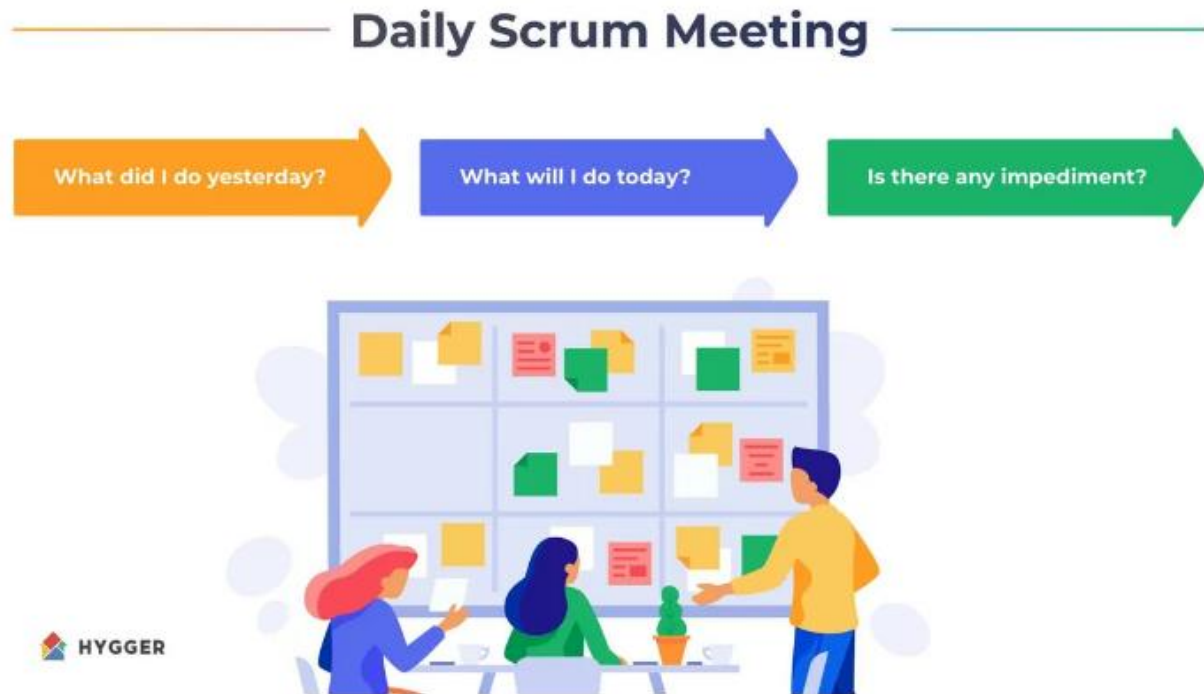 Daily Scrum Meeting
What did I do yesterday?
What will I do today?
Is there any impediment?
HYGGER